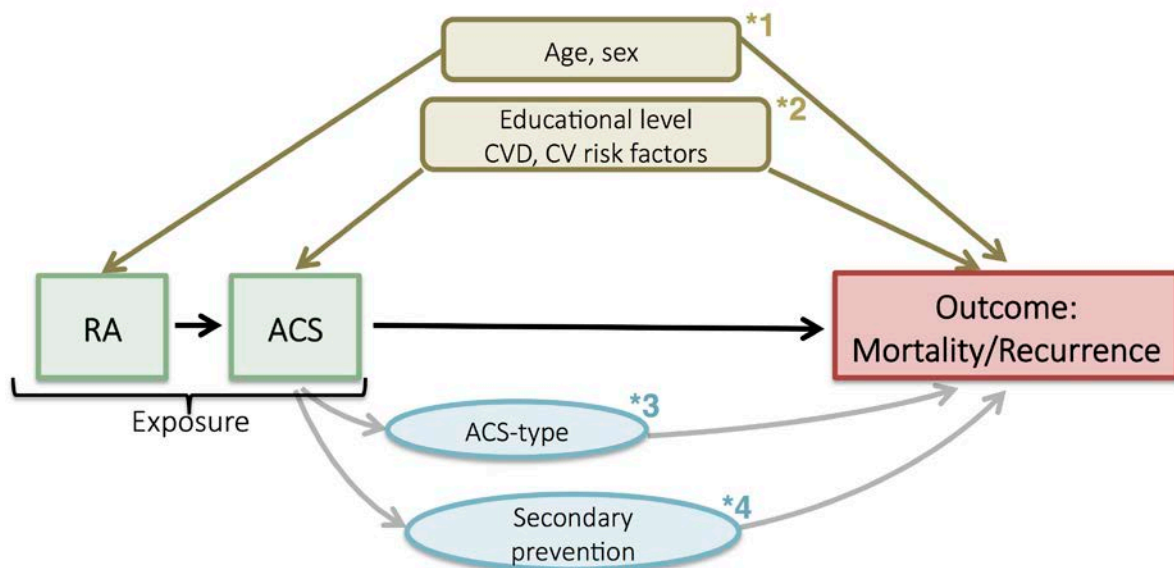 *1
Age, sex
*2
Educational level
CVD, CV risk factors
RA
ACS
Outcome:
Mortality/Recurrence
Exposure
*3
ACS-type
*4
Secondary
prevention